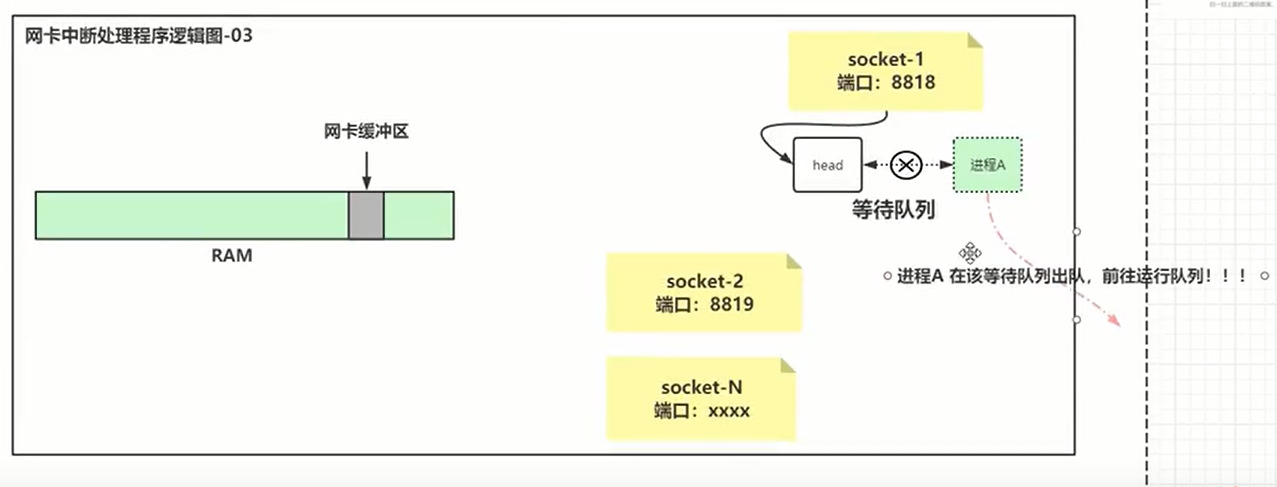 网卡中断处理程序逻辑图-03
socket-1
端口：8818
网卡缓冲区
head
进程A
等待队列
RAM
socket-2
端口：8819
进程A 在该等待队列出队，前往运行队列！！！
socket-N
端口：xxxx